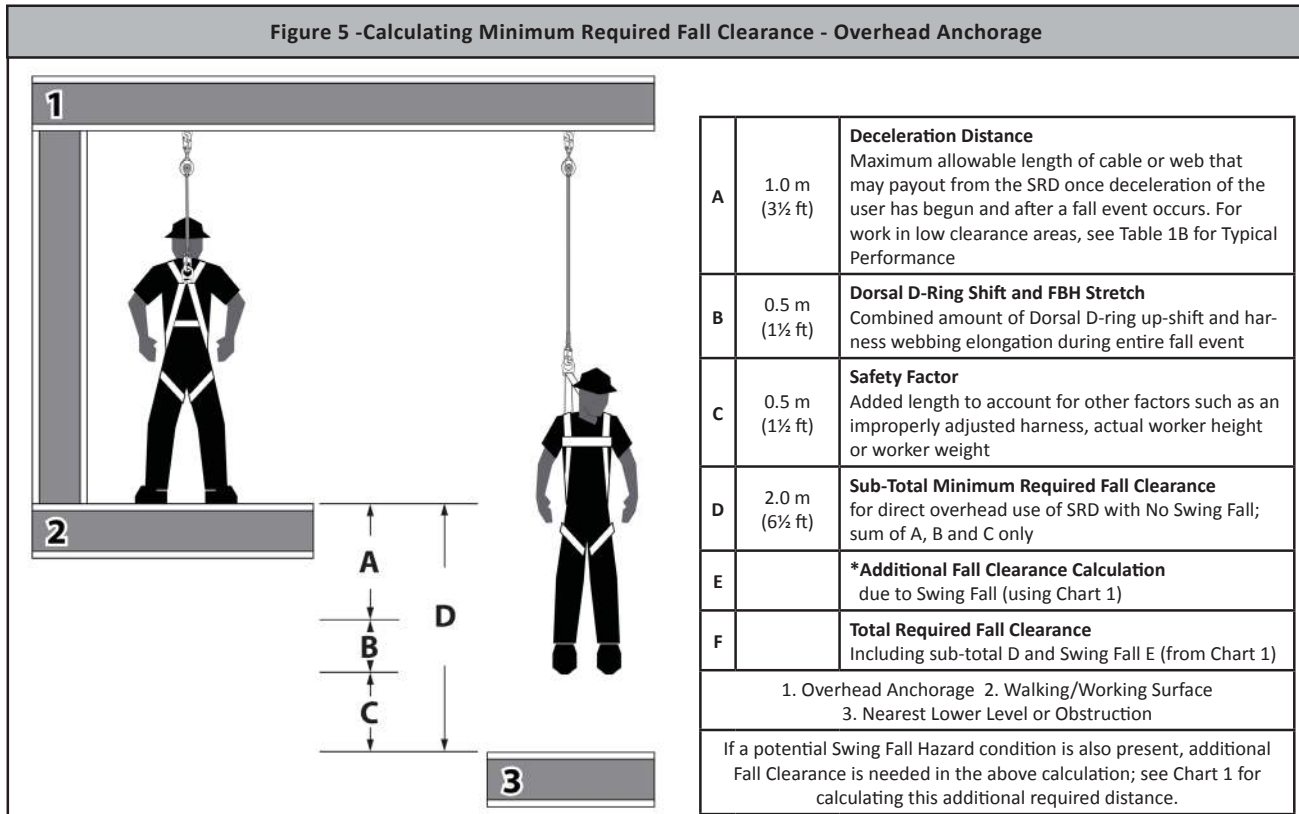 Figure 5 -Calculating Minimum Required Fall Clearance - Overhead Anchorage
1
2
A
B
C
D
3
A
1.0 m
(3½ ft)
Deceleration Distance
Maximum allowable length of cable or web that
may payout from the SRD once deceleration of the
user has begun and after a fall event occurs. For
work in low clearance areas, see Table 1B for Typical
Performance
B
0.5 m
(1½ ft)
Dorsal D-Ring Shift and FBH Stretch
Combined amount of Dorsal D-ring up-shift and har-
ness webbing elongation during entire fall event
C
0.5 m
(1½ ft)
Safety Factor
Added length to account for other factors such as an
improperly adjusted harness, actual worker height
or worker weight
D
2.0 m
(6½ ft)
Sub-Total Minimum Required Fall Clearance
for direct overhead use of SRD with No Swing Fall;
sum of A, B and C only
E
*Additional Fall Clearance Calculation
due to Swing Fall (using Chart 1)
F
Total Required Fall Clearance
Including sub-total D and Swing Fall E (from Chart 1)
1. Overhead Anchorage 2. Walking/Working Surface
3. Nearest Lower Level or Obstruction
If a potential Swing Fall Hazard condition is also present, additional
Fall Clearance is needed in the above calculation; see Chart 1 for
calculating this additional required distance.